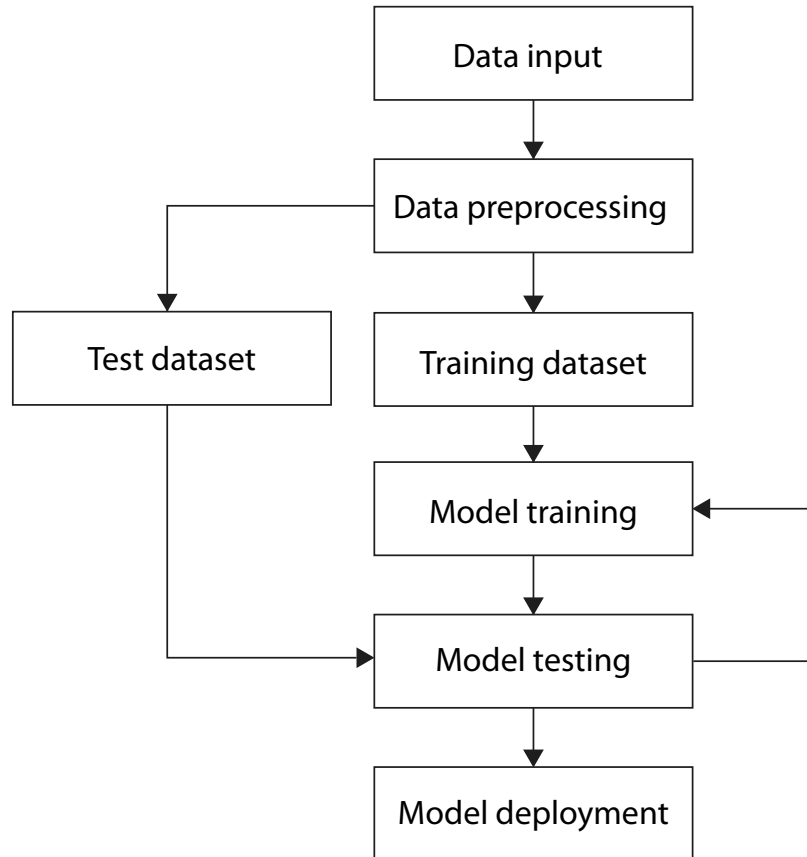 Data input
Data preprocessing
Test dataset
Training dataset
Model training
Model testing
Model deployment